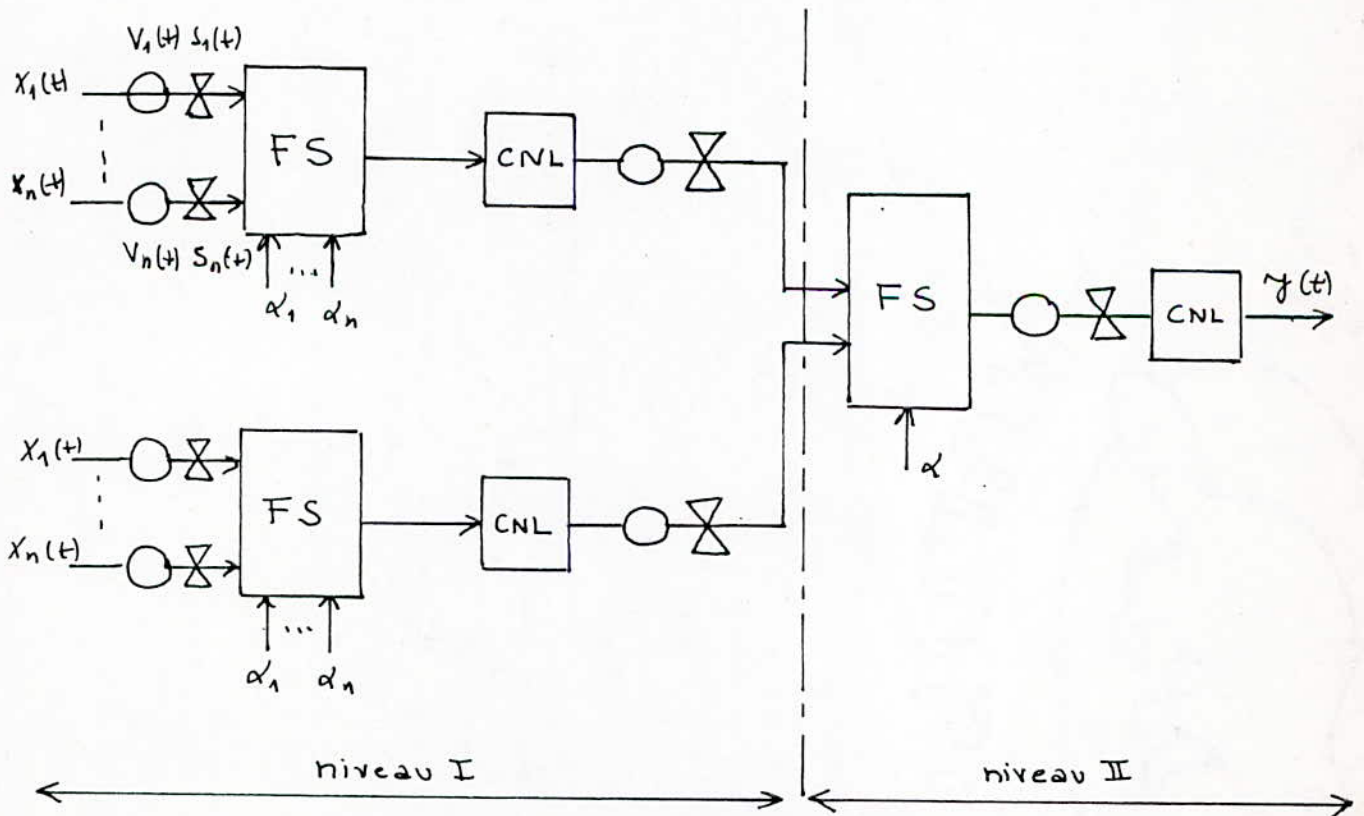 V₁(t) S₁(t)
X₁(t)
FS
CNL
Xₙ(t)
Vₙ(t) Sₙ(t)
α₁ ... αₙ
FS
CNL
y(t)
α
X₁(t)
FS
CNL
Xₙ(t)
α₁ ... αₙ
niveau I
niveau II